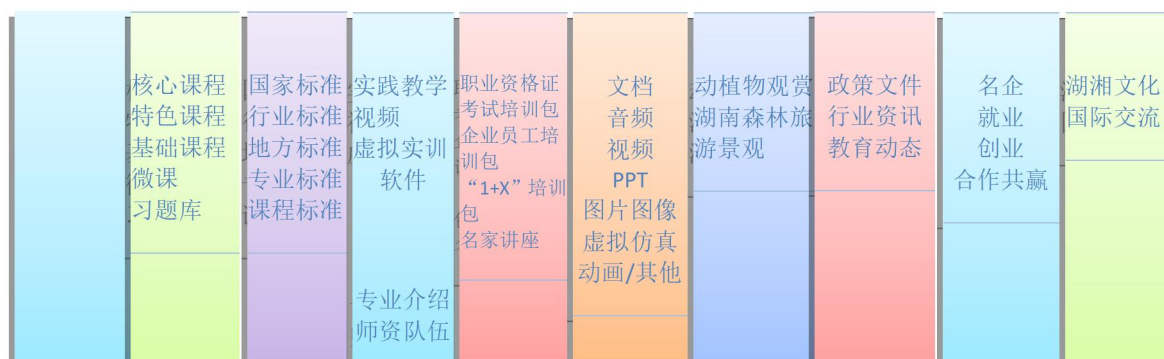 核心课程
特色课程
基础课程
微课
习题库
国家标准
行业标准
地方标准
专业标准
课程标准
实践教学
视频
虚拟实训
软件
专业介绍
师资队伍
职业资格证
考试培训包
企业员工培
训包
“1+X”培训
包
名家讲座
文档
音频
视频
PPT
图片图像
虚拟仿真
动画/其他
动植物观赏
湖南森林旅
游景观
政策文件
行业资讯
教育动态
名企
就业
创业
合作共赢
湖湘文化
国际交流